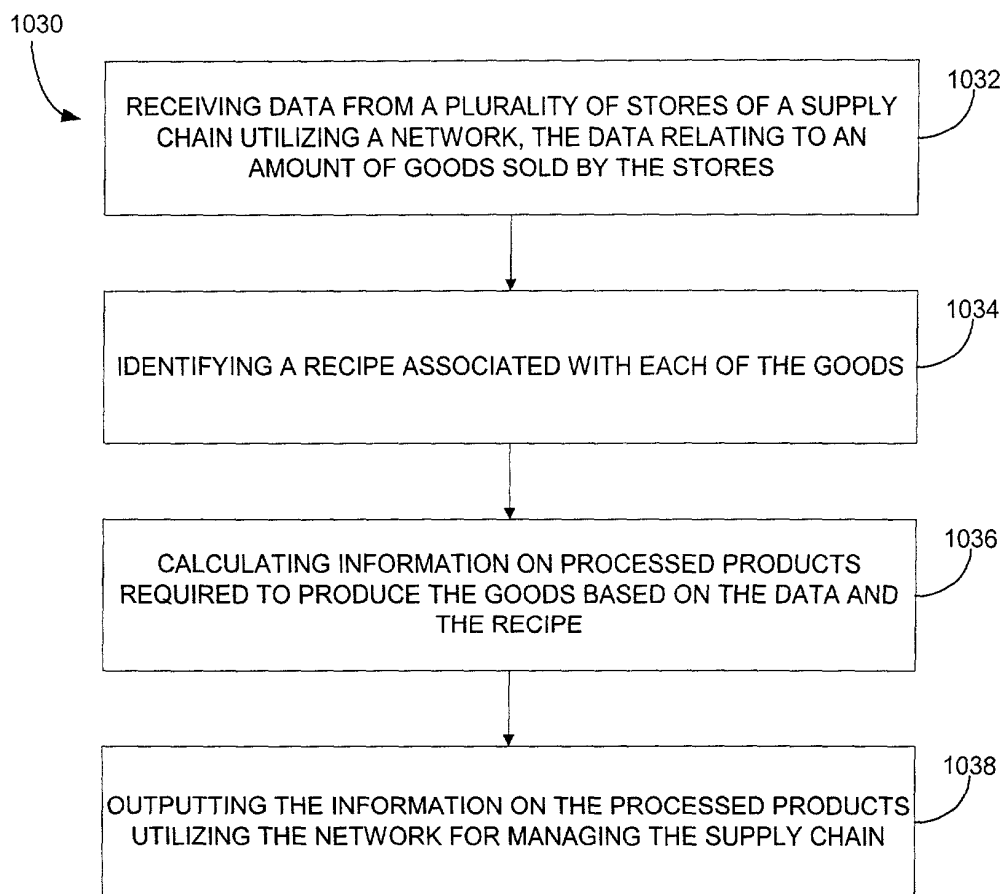 1030
1032
RECEIVING DATA FROM A PLURALITY OF STORES OF A SUPPLY
CHAIN UTILIZING A NETWORK, THE DATA RELATING TO AN
AMOUNT OF GOODS SOLD BY THE STORES
1034
IDENTIFYING A RECIPE ASSOCIATED WITH EACH OF THE GOODS
1036
CALCULATING INFORMATION ON PROCESSED PRODUCTS
REQUIRED TO PRODUCE THE GOODS BASED ON THE DATA AND
THE RECIPE
1038
OUTPUTTING THE INFORMATION ON THE PROCESSED PRODUCTS
UTILIZING THE NETWORK FOR MANAGING THE SUPPLY CHAIN